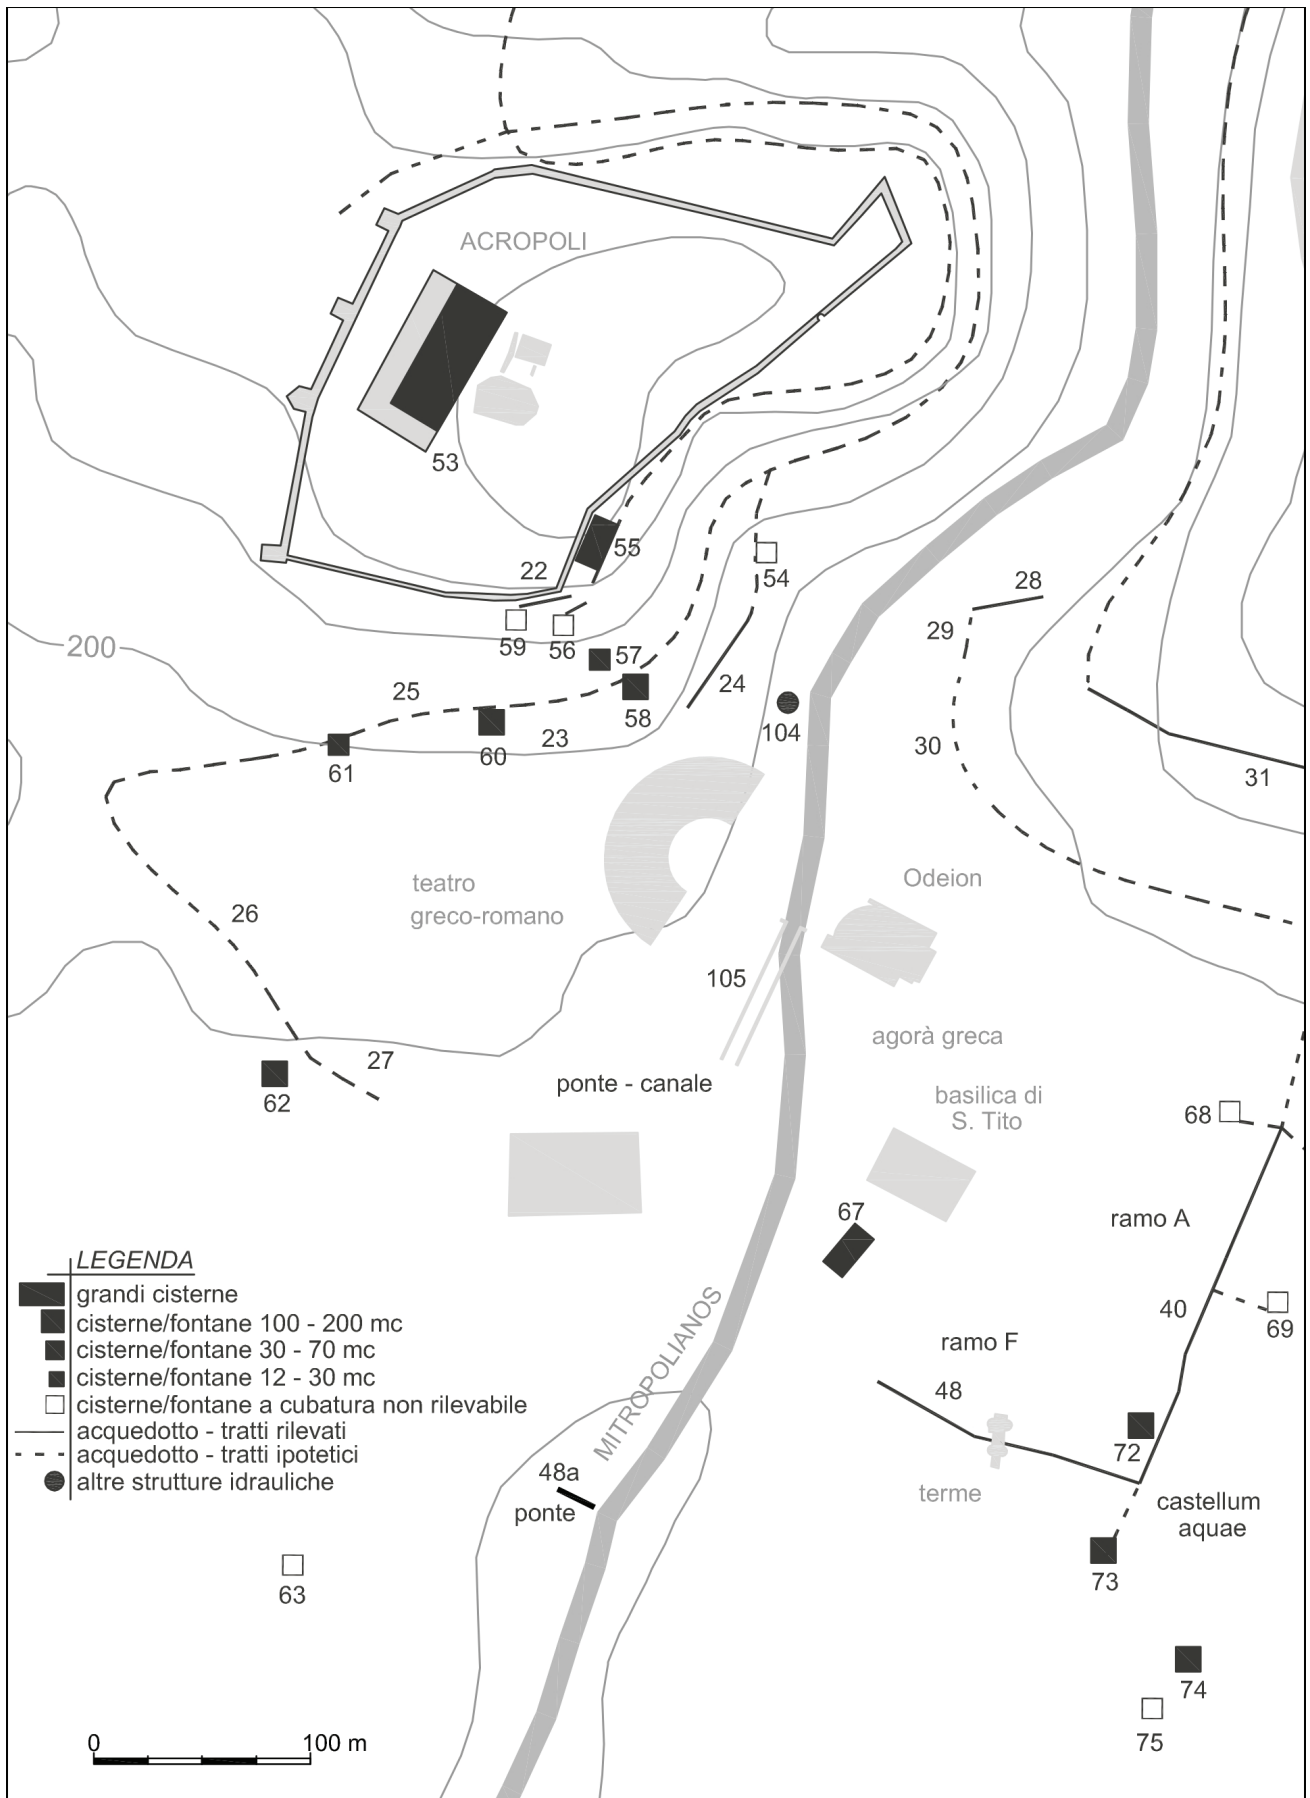 ACROPOLI
53
55
22
54
28
59
56
29
57
200
24
25
58
104
23
30
60
61
31
Odeion
teatro
greco-romano
26
105
agorà greca
27
ponte - canale
basilica di
S. Tito
62
68
67
ramo A
LEGENDA
grandi cisterne
cisterne/fontane 100 - 200 mc
cisterne/fontane 30 - 70 mc
cisterne/fontane 12 - 30 mc
cisterne/fontane a cubatura non rilevabile
acquedotto - tratti rilevati
acquedotto - tratti ipotetici
altre strutture idrauliche
MITROPOLIANOS
40
69
ramo F
48
72
48a
ponte
terme
castellum
aquae
63
73
74
75
0 100 m